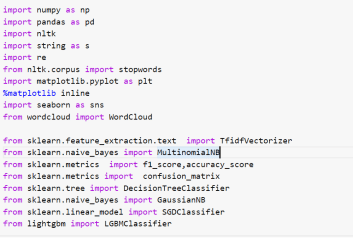 import numpy as np
import pandas as pd
import nltk
import string as s
import re
from nltk.corpus import stopwords
import matplotlib.pyplot as plt
%matplotlib inline
import seaborn as sns
from wordcloud import WordCloud
from sklearn.feature_extraction.text  import TfidfVectorizer
from sklearn.naive_bayes import MultinomialNB
from sklearn.metrics  import f1_score,accuracy_score
from sklearn.metrics import  confusion_matrix
from sklearn.tree import DecisionTreeClassifier
from sklearn.naive_bayes import GaussianNB
from sklearn.linear_model import SGDClassifier
from lightgbm import LGBMClassifier